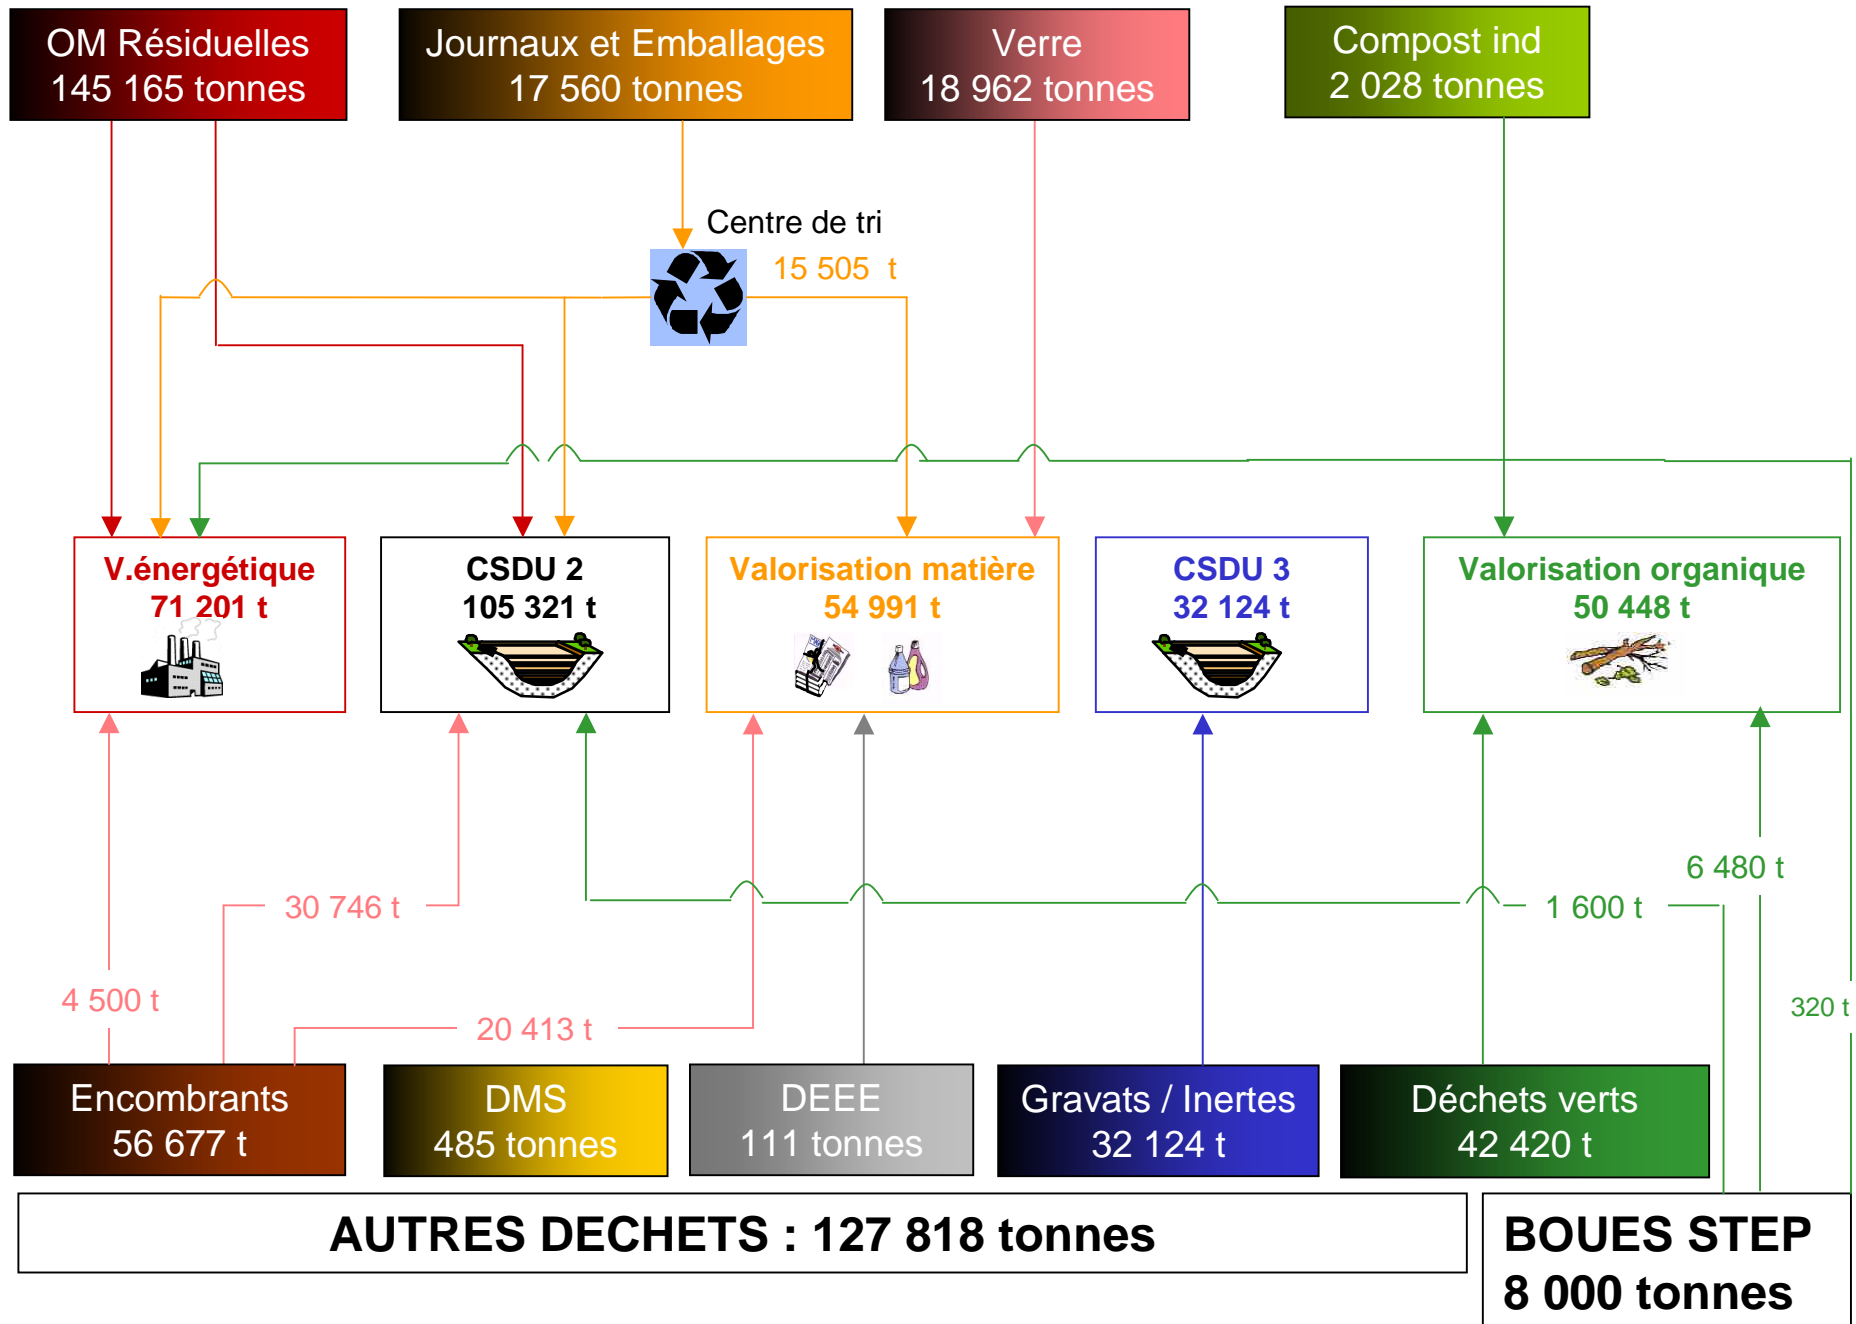 OM Résiduelles
145 165 tonnes
Journaux et Emballages
17 560 tonnes
Verre
18 962 tonnes
Compost ind
2 028 tonnes
Centre de tri
15 505 t
V.énergétique
71 201 t
CSDU 2
105 321 t
Valorisation matière
54 991 t
CSDU 3
32 124 t
Valorisation organique
50 448 t
6 480 t
30 746 t
1 600 t
4 500 t
320 t
20 413 t
Encombrants
56 677 t
DMS
485 tonnes
DEEE
111 tonnes
Gravats / Inertes
32 124 t
Déchets verts
42 420 t
AUTRES DECHETS : 127 818 tonnes
BOUES STEP
8 000 tonnes